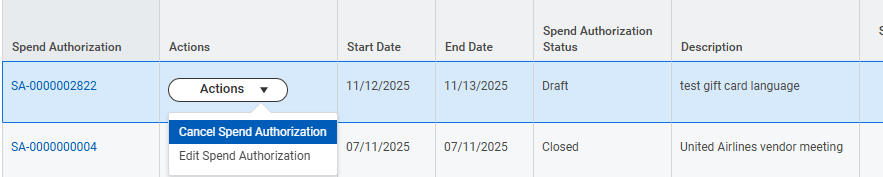 Spend Authorization Actions Start Date End Date Spend Authorization Status Description S
SA-0000002822 Actions 11/12/2025 11/13/2025 Draft test gift card language
Cancel Spend Authorization
Edit Spend Authorization
SA-0000000004 07/11/2025 07/11/2025 Closed United Airlines vendor meeting